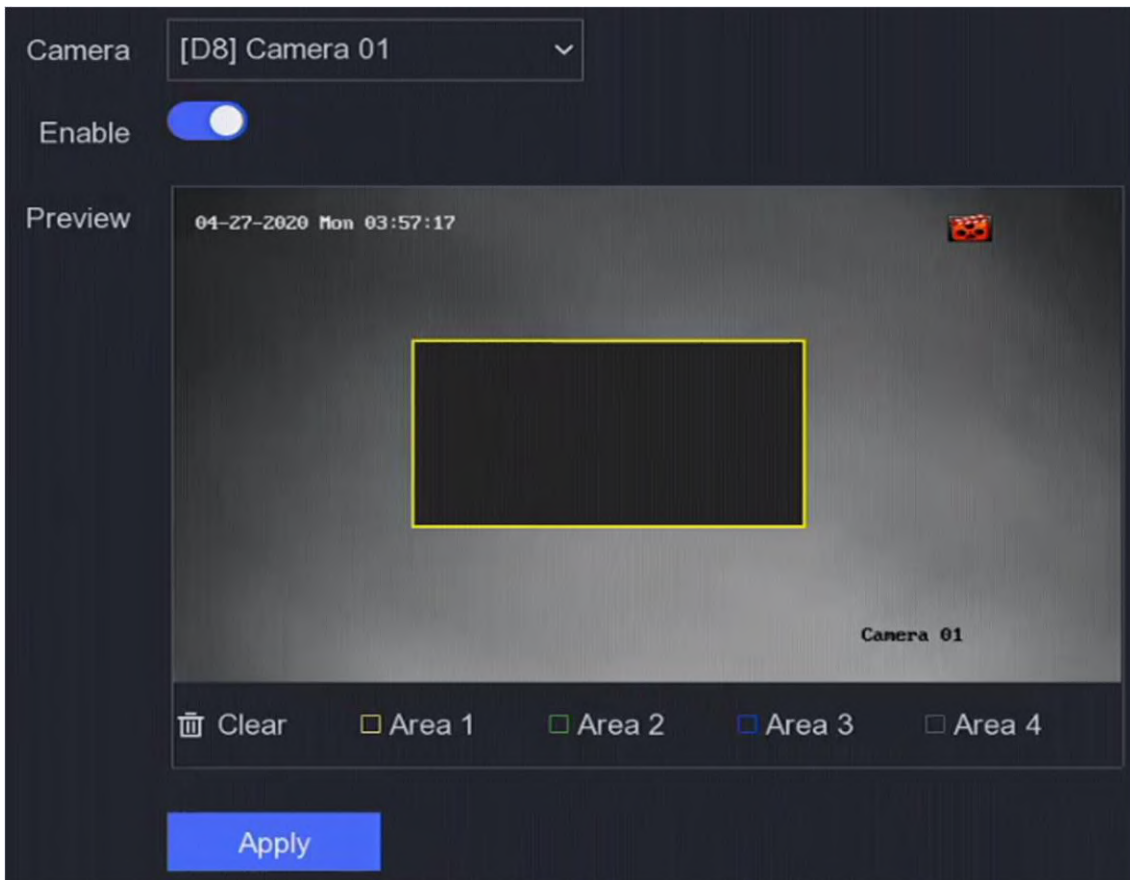 Camera [D8] Camera 01
Enable
Preview
04-27-2020 Mon 03:57:17
Camera 01
Clear Area 1 Area 2 Area 3 Area 4
Apply